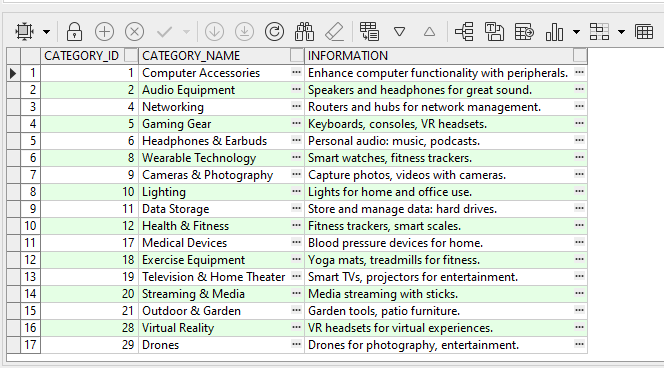 CATEGORY_ID CATEGORY_NAME INFORMATION
1 1 Computer Accessories ··· Enhance computer functionality with peripherals. ···
2 2 Audio Equipment ··· Speakers and headphones for great sound. ···
3 4 Networking ··· Routers and hubs for network management. ···
4 5 Gaming Gear ··· Keyboards, consoles, VR headsets. ···
5 6 Headphones & Earbuds ··· Personal audio: music, podcasts. ···
6 8 Wearable Technology ··· Smart watches, fitness trackers. ···
7 9 Cameras & Photography ··· Capture photos, videos with cameras. ···
8 10 Lighting ··· Lights for home and office use. ···
9 11 Data Storage ··· Store and manage data: hard drives. ···
10 12 Health & Fitness ··· Fitness trackers, smart scales. ···
11 17 Medical Devices ··· Blood pressure devices for home. ···
12 18 Exercise Equipment ··· Yoga mats, treadmills for fitness. ···
13 19 Television & Home Theater ··· Smart TVs, projectors for entertainment. ···
14 20 Streaming & Media ··· Media streaming with sticks. ···
15 21 Outdoor & Garden ··· Garden tools, patio furniture. ···
16 28 Virtual Reality ··· VR headsets for virtual experiences. ···
17 29 Drones ··· Drones for photography, entertainment. ···